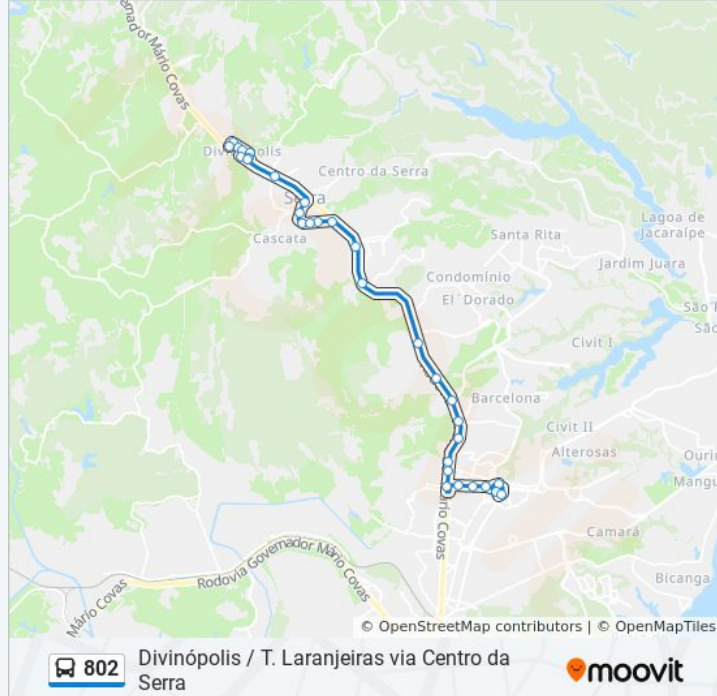 ernador Mário Covas
Divinópolis
Centro da Serra
Serra
Cascata
Santa Rita
Lagoa de
Jacaraípe
Jardim Juara
Condomínio
El´Dorado
São
São
Civit I
Barcelona
Civit II
Alterosas
Mário Covas
Camará
Bicanga
Rodovia Governador Mário Covas
Mário Covas
© OpenStreetMap contributors | © OpenMapTiles
802
Divinópolis / T. Laranjeiras via Centro da
Serra
moovit